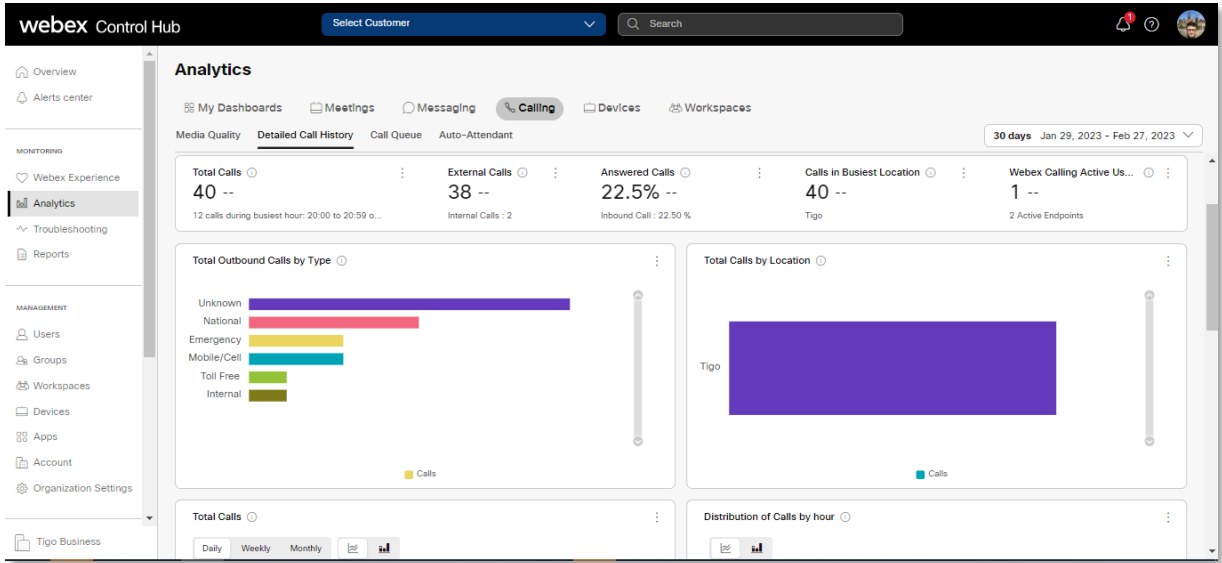 webex Control Hub
Select Customer
Search
1
Overview
Alerts center
MONITORING
Webex Experience
Analytics
Troubleshooting
Reports
MANAGEMENT
Users
Groups
Workspaces
Devices
Apps
Account
Organization Settings
Tigo Business
Analytics
My Dashboards Meetings Messaging Calling Devices Workspaces
Media Quality Detailed Call History Call Queue Auto-Attendant
30 days Jan 29, 2023 - Feb 27, 2023
Total Calls
40 --
12 calls during busiest hour: 20:00 to 20:59 o...
External Calls
38 --
Internal Calls : 2
Answered Calls
22.5% --
Inbound Call : 22.50 %
Calls in Busiest Location
40 --
Tigo
Webex Calling Active Us...
1 --
2 Active Endpoints
Total Outbound Calls by Type
Unknown
National
Emergency
Mobile/Cell
Toll Free
Internal
Calls
Total Calls by Location
Tigo
Calls
Total Calls
Daily Weekly Monthly
Distribution of Calls by hour